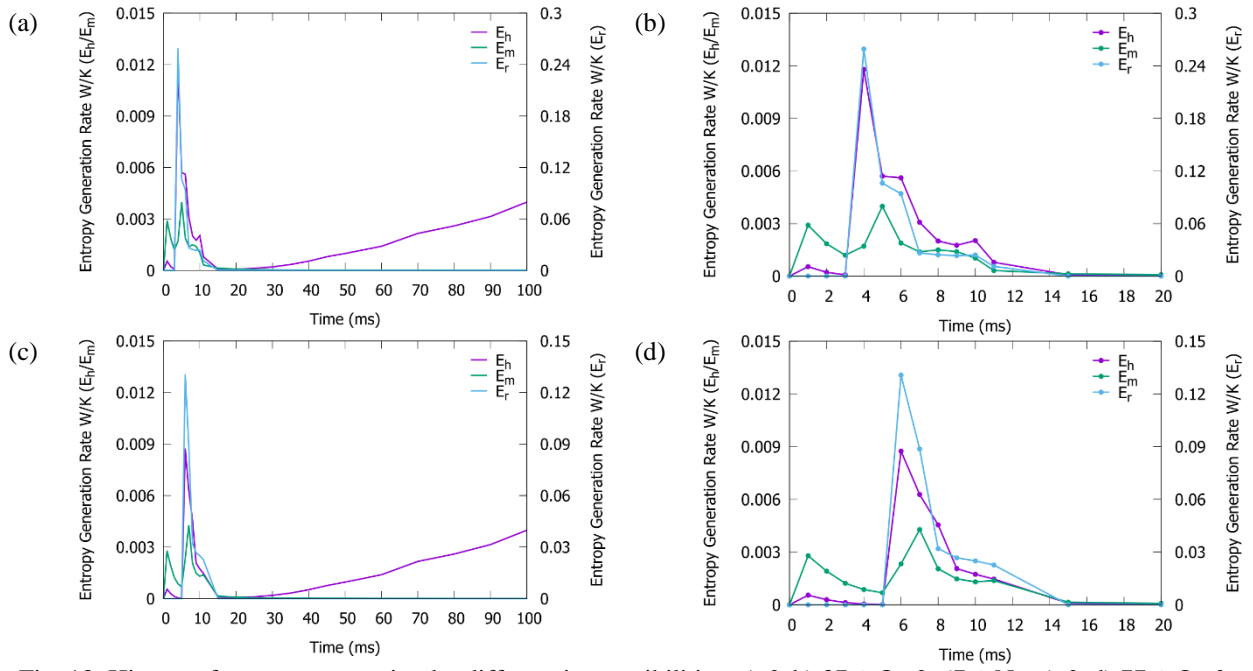 (a)
Entropy Generation Rate W/K (Eh/Em)
0.015
0.012
0.009
0.006
0.003
0
Eh
Em
Er
0.3
0.24
0.18
0.12
0.06
0
Entropy Generation Rate W/K (Er)
0 10 20 30 40 50 60 70 80 90 100
Time (ms)
(b)
Entropy Generation Rate W/K (Eh/Em)
0.015
0.012
0.009
0.006
0.003
0
Eh
Em
Er
0.3
0.24
0.18
0.12
0.06
0
Entropy Generation Rate W/K (Er)
0 2 4 6 8 10 12 14 16 18 20
Time (ms)
(c)
Entropy Generation Rate W/K (Eh/Em)
0.015
0.012
0.009
0.006
0.003
0
Eh
Em
Er
0.15
0.12
0.09
0.06
0.03
0
Entropy Generation Rate W/K (Er)
0 10 20 30 40 50 60 70 80 90 100
Time (ms)
(d)
Entropy Generation Rate W/K (Eh/Em)
0.015
0.012
0.009
0.006
0.003
0
Eh
Em
Er
0.15
0.12
0.09
0.06
0.03
0
Entropy Generation Rate W/K (Er)
0 2 4 6 8 10 12 14 16 18 20
Time (ms)